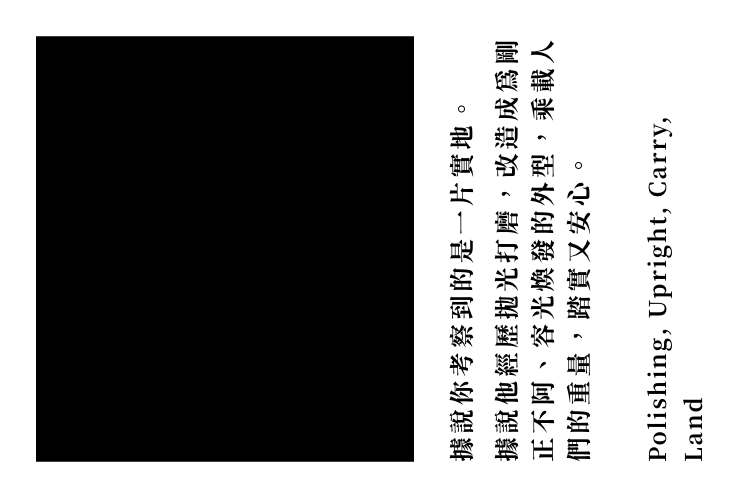 據說你考察到的是一片實地。
據說他經歷拋光打磨，改造成為剛
正不阿、容光煥發的外型，乘載人
們的重量，踏實又安心。
Polishing, Upright, Carry,
Land